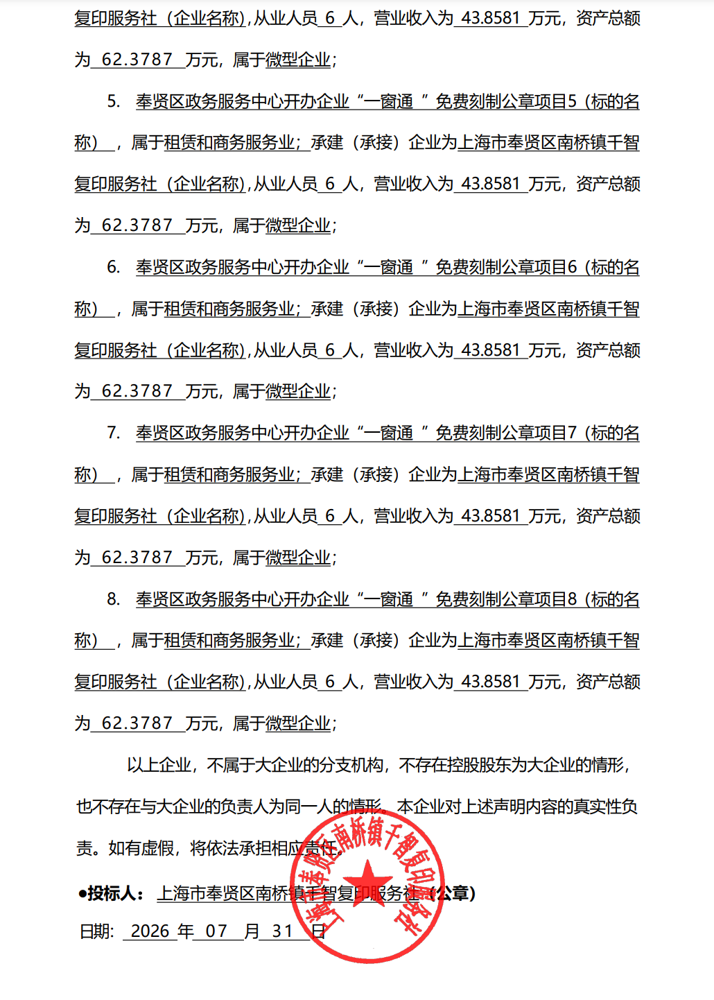 复印服务社（企业名称）,从业人员 6 人，营业收入为 43.8581 万元，资产总额
为 62.3787 万元，属于微型企业；
5. 奉贤区政务服务中心开办企业“一窗通 ”免费刻制公章项目5（标的名
称） ，属于租赁和商务服务业；承建（承接）企业为上海市奉贤区南桥镇千智
复印服务社（企业名称）,从业人员 6 人，营业收入为 43.8581 万元，资产总额
为 62.3787 万元，属于微型企业；
6. 奉贤区政务服务中心开办企业“一窗通 ”免费刻制公章项目6（标的名
称） ，属于租赁和商务服务业；承建（承接）企业为上海市奉贤区南桥镇千智
复印服务社（企业名称）,从业人员 6 人，营业收入为 43.8581 万元，资产总额
为 62.3787 万元，属于微型企业；
7. 奉贤区政务服务中心开办企业“一窗通 ”免费刻制公章项目7（标的名
称） ，属于租赁和商务服务业；承建（承接）企业为上海市奉贤区南桥镇千智
复印服务社（企业名称）,从业人员 6 人，营业收入为 43.8581 万元，资产总额
为 62.3787 万元，属于微型企业；
8. 奉贤区政务服务中心开办企业“一窗通 ”免费刻制公章项目8（标的名
称） ，属于租赁和商务服务业；承建（承接）企业为上海市奉贤区南桥镇千智
复印服务社（企业名称）,从业人员 6 人，营业收入为 43.8581 万元，资产总额
为 62.3787 万元，属于微型企业；
以上企业，不属于大企业的分支机构，不存在控股股东为大企业的情形，
也不存在与大企业的负责人为同一人的情形。本企业对上述声明内容的真实性负
责。如有虚假，将依法承担相应责任。
●投标人： 上海市奉贤区南桥镇千智复印服务社（公章）
日期： 2026 年 07 月 31 日
上海市奉贤区南桥镇千智复印服务社